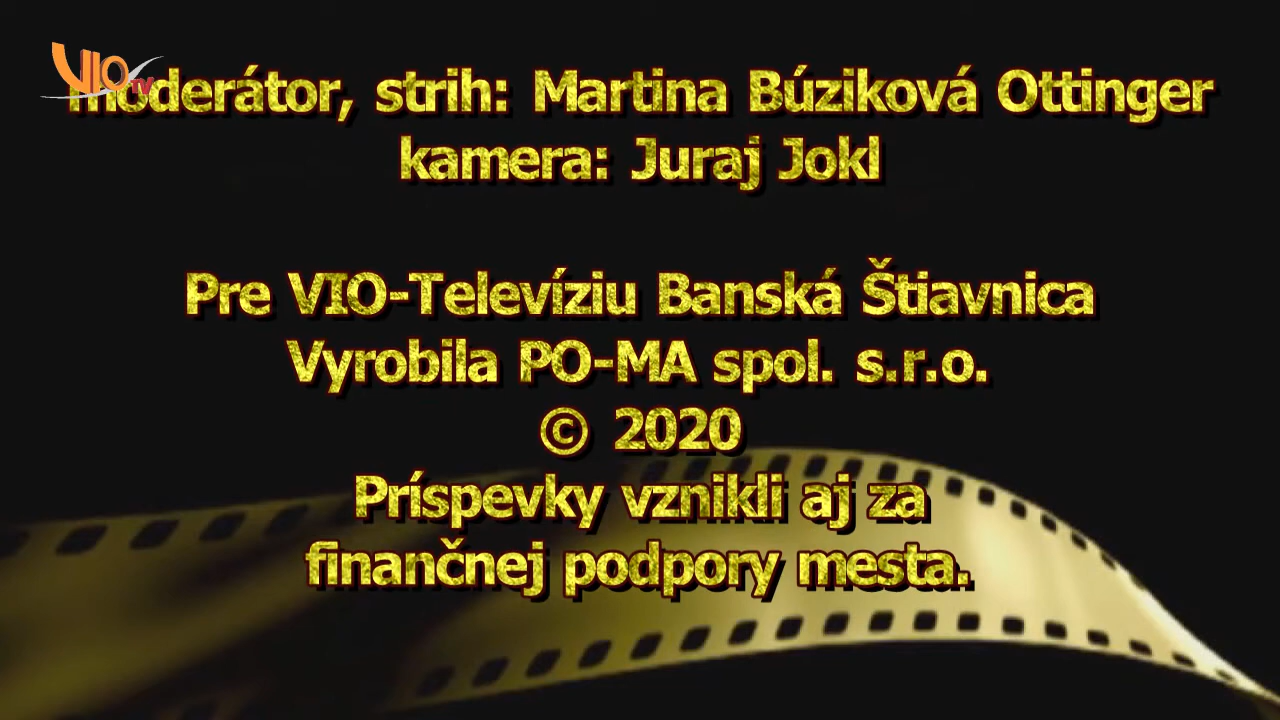 VIO TV
moderátor, strih: Martina Búziková Ottinger
kamera: Juraj Jokl
Pre VIO-Televíziu Banská Štiavnica
Vyrobila PO-MA spol. s.r.o.
© 2020
Príspevky vznikli aj za
finančnej podpory mesta.